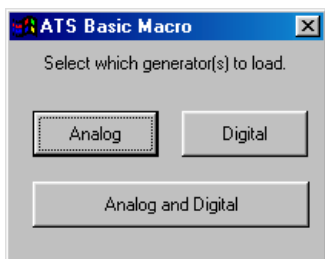 ATS Basic Macro
Select which generator(s) to load.
Analog
Digital
Analog and Digital